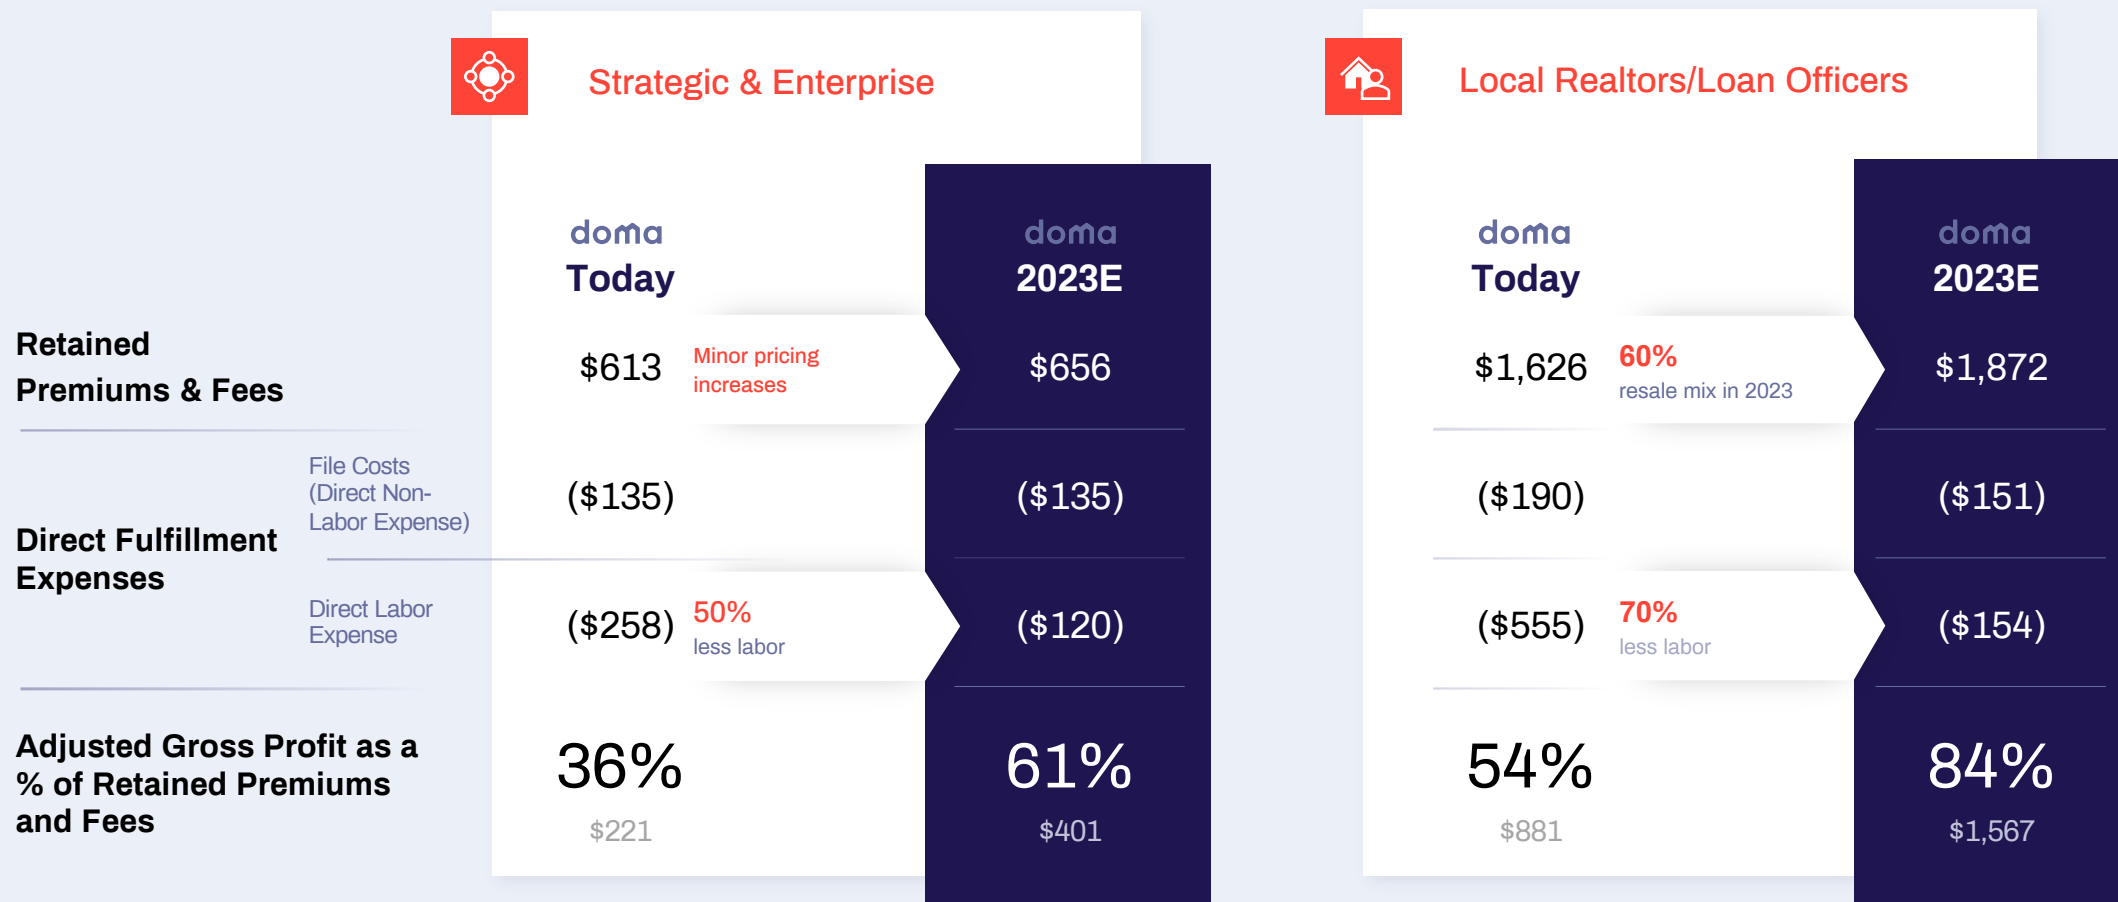 Strategic & Enterprise
Local Realtors/Loan Officers
doma
Today
doma
2023E
doma
Today
doma
2023E
Retained
Premiums & Fees
$613
Minor pricing
increases
$656
$1,626
60%
resale mix in 2023
$1,872
Direct Fulfillment
Expenses
File Costs
(Direct Non-
Labor Expense)
($135)
($135)
($190)
($151)
Direct Labor
Expense
($258)
50%
less labor
($120)
($555)
70%
less labor
($154)
Adjusted Gross Profit as a
% of Retained Premiums
and Fees
36%
$221
61%
$401
54%
$881
84%
$1,567